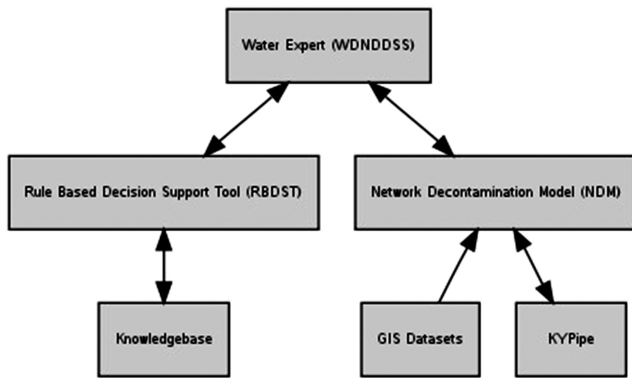 Water Expert (WDNDDSS)
Rule Based Decision Support Tool (RBDST)
Network Decontamination Model (NDM)
Knowledgebase
GIS Datasets
KYPipe